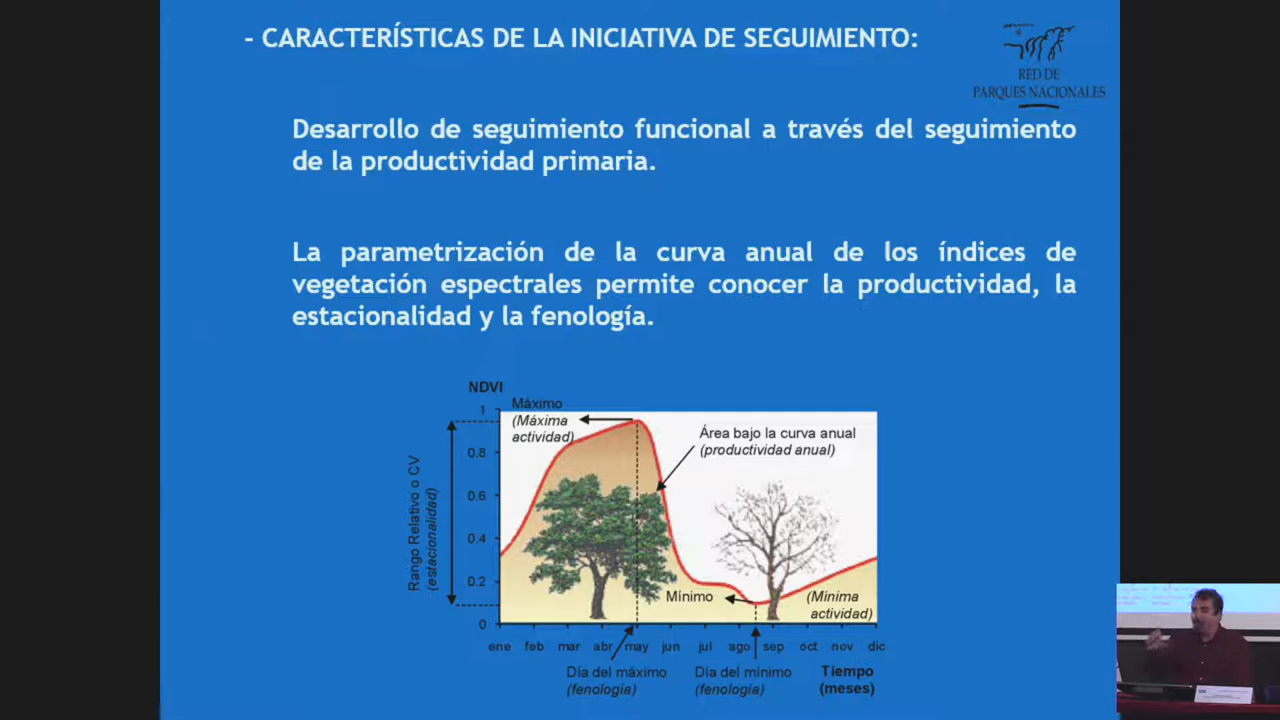 - CARACTERÍSTICAS DE LA INICIATIVA DE SEGUIMIENTO:
RED DE
PARQUES NACIONALES
Desarrollo de seguimiento funcional a través del seguimiento
de la productividad primaria.
La parametrización de la curva anual de los índices de
vegetación espectrales permite conocer la productividad, la
estacionalidad y la fenología.
NDVI
Máximo
(Máxima
actividad)
Área bajo la curva anual
(productividad anual)
Rango Relativo o CV
(estacionalidad)
1
0.8
0.6
0.4
0.2
0
Mínimo
(Mínima
actividad)
ene feb mar abr may jun jul ago sep oct nov dic
Día del máximo
(fenología)
Día del mínimo
(fenología)
Tiempo
(meses)